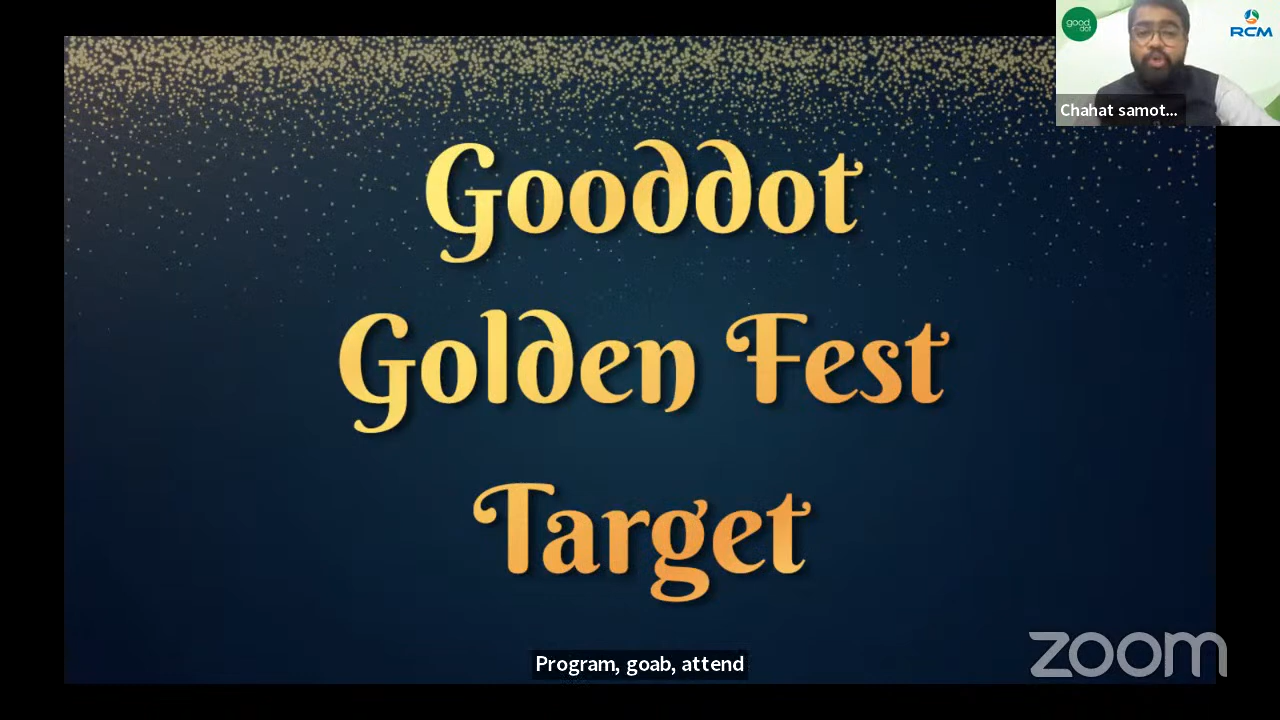 good
dot
RCM
Chahat samot...
Gooddot
Golden Fest
Target
Program, goab, attend
zoom